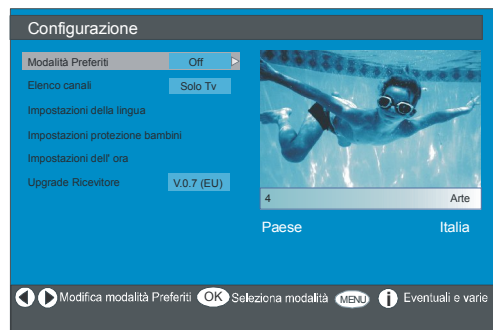 Configurazione
Modalità Preferiti Off
Elenco canali Solo Tv
Impostazioni della lingua
Impostazioni protezione bambini
Impostazioni dell' ora
Upgrade Ricevitore V.0.7 (EU)
4 Arte
Paese Italia
Modifica modalità Preferiti OK Seleziona modalità MENU i Eventuali e varie